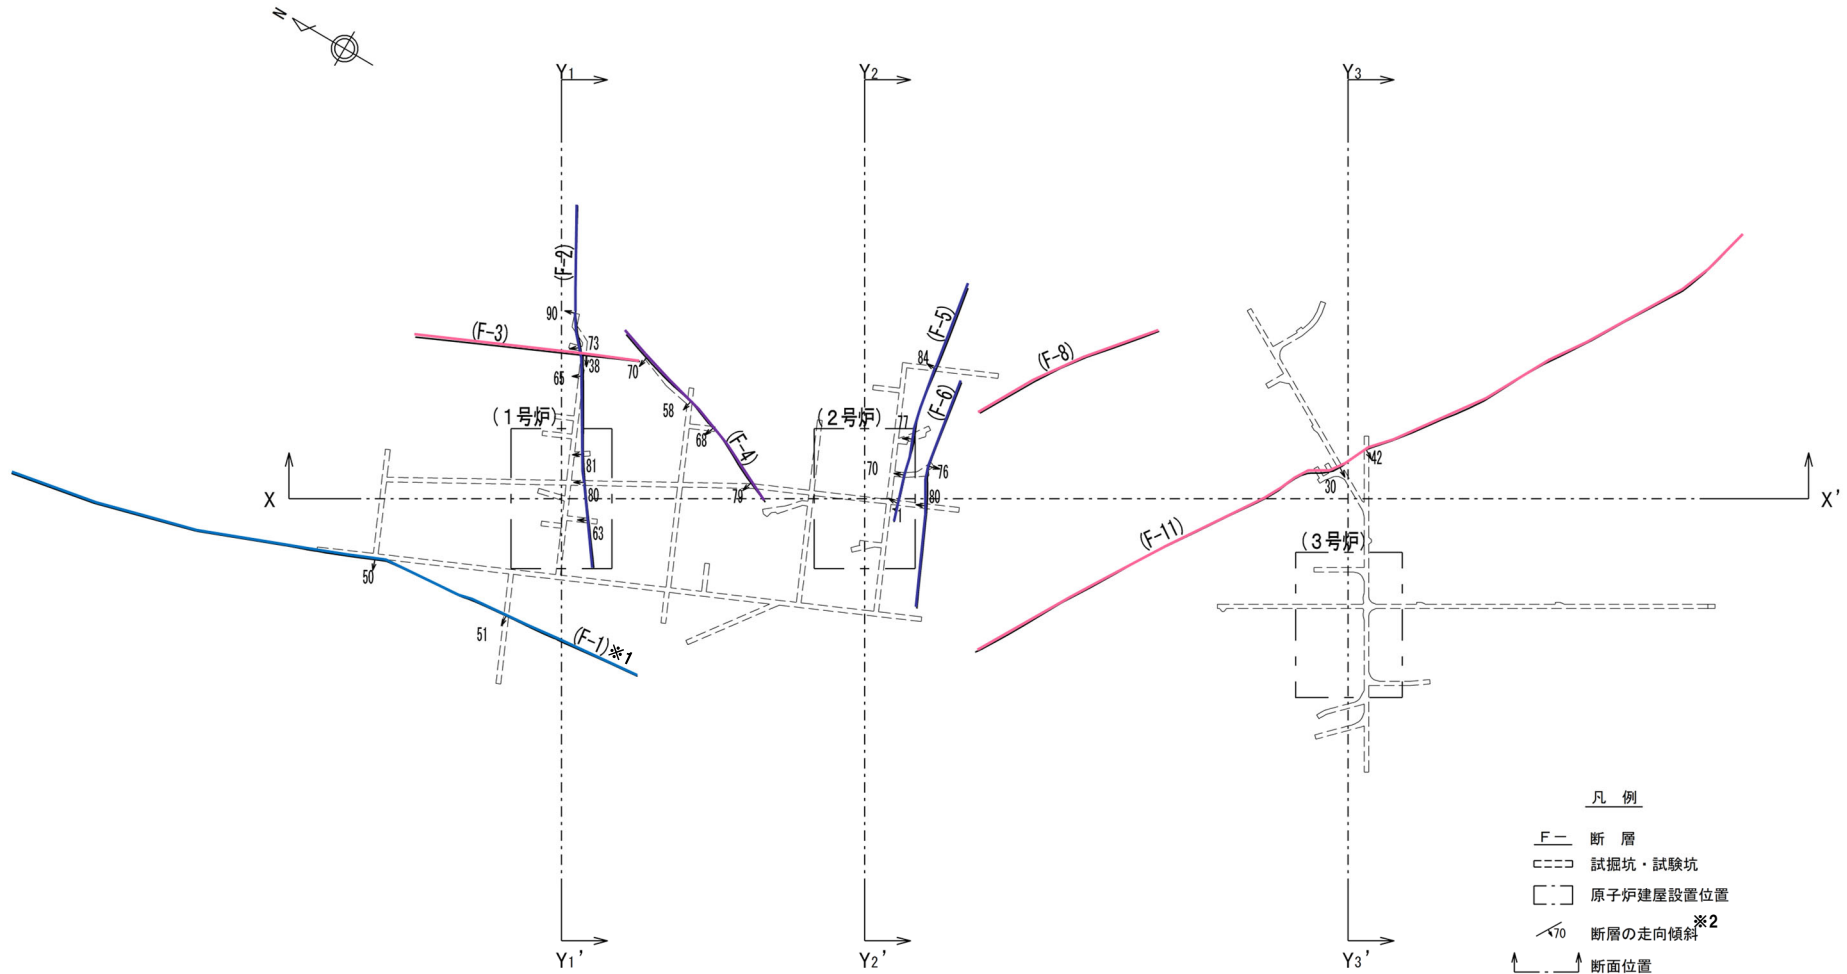 N
Y1
Y2
Y3
(F-2)
90
(F-3)
73
38
65
70
58
68
(F-4)
79
(F-5)
84
(F-6)
77
70
76
80
(F-8)
(1号炉)
81
80
63
(2号炉)
X
X'
42
30
(F-11)
(3号炉)
50
51
(F-1)※1
Y1'
Y2'
Y3'
凡 例
F- 断 層
試掘坑・試験坑
原子炉建屋設置位置
70 断層の走向傾斜※2
断面位置